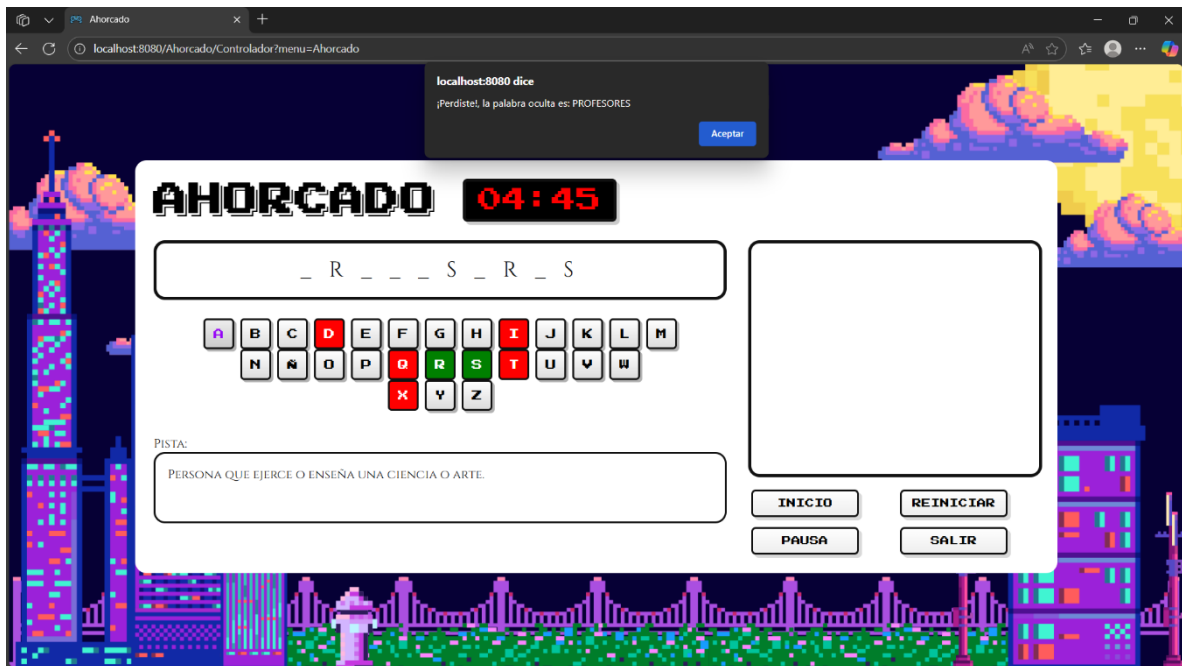 Ahorcado
localhost:8080/Ahorcado/Controlador?menu=Ahorcado
localhost:8080 dice
¡Perdiste!, la palabra oculta es: PROFESORES
Aceptar
AHORCADO 04:45
_ R _ _ _ S _ R _ S
A B C D E F G H I J K L M
N Ñ O P Q R S T U V W
X Y Z
Pista:
Persona que ejerce o enseña una ciencia o arte.
INICIO REINICIAR
PAUSA SALIR